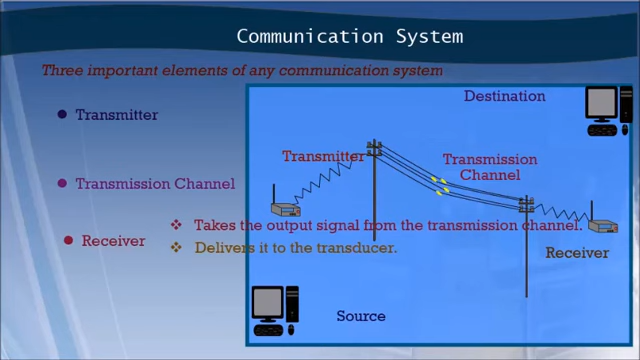 Communication System
Three important elements of any communication system
Destination
Transmitter
Transmitter
Transmission
Channel
Transmission Channel
Takes the output signal from the transmission channel.
Receiver
Delivers it to the transducer.
Receiver
Source